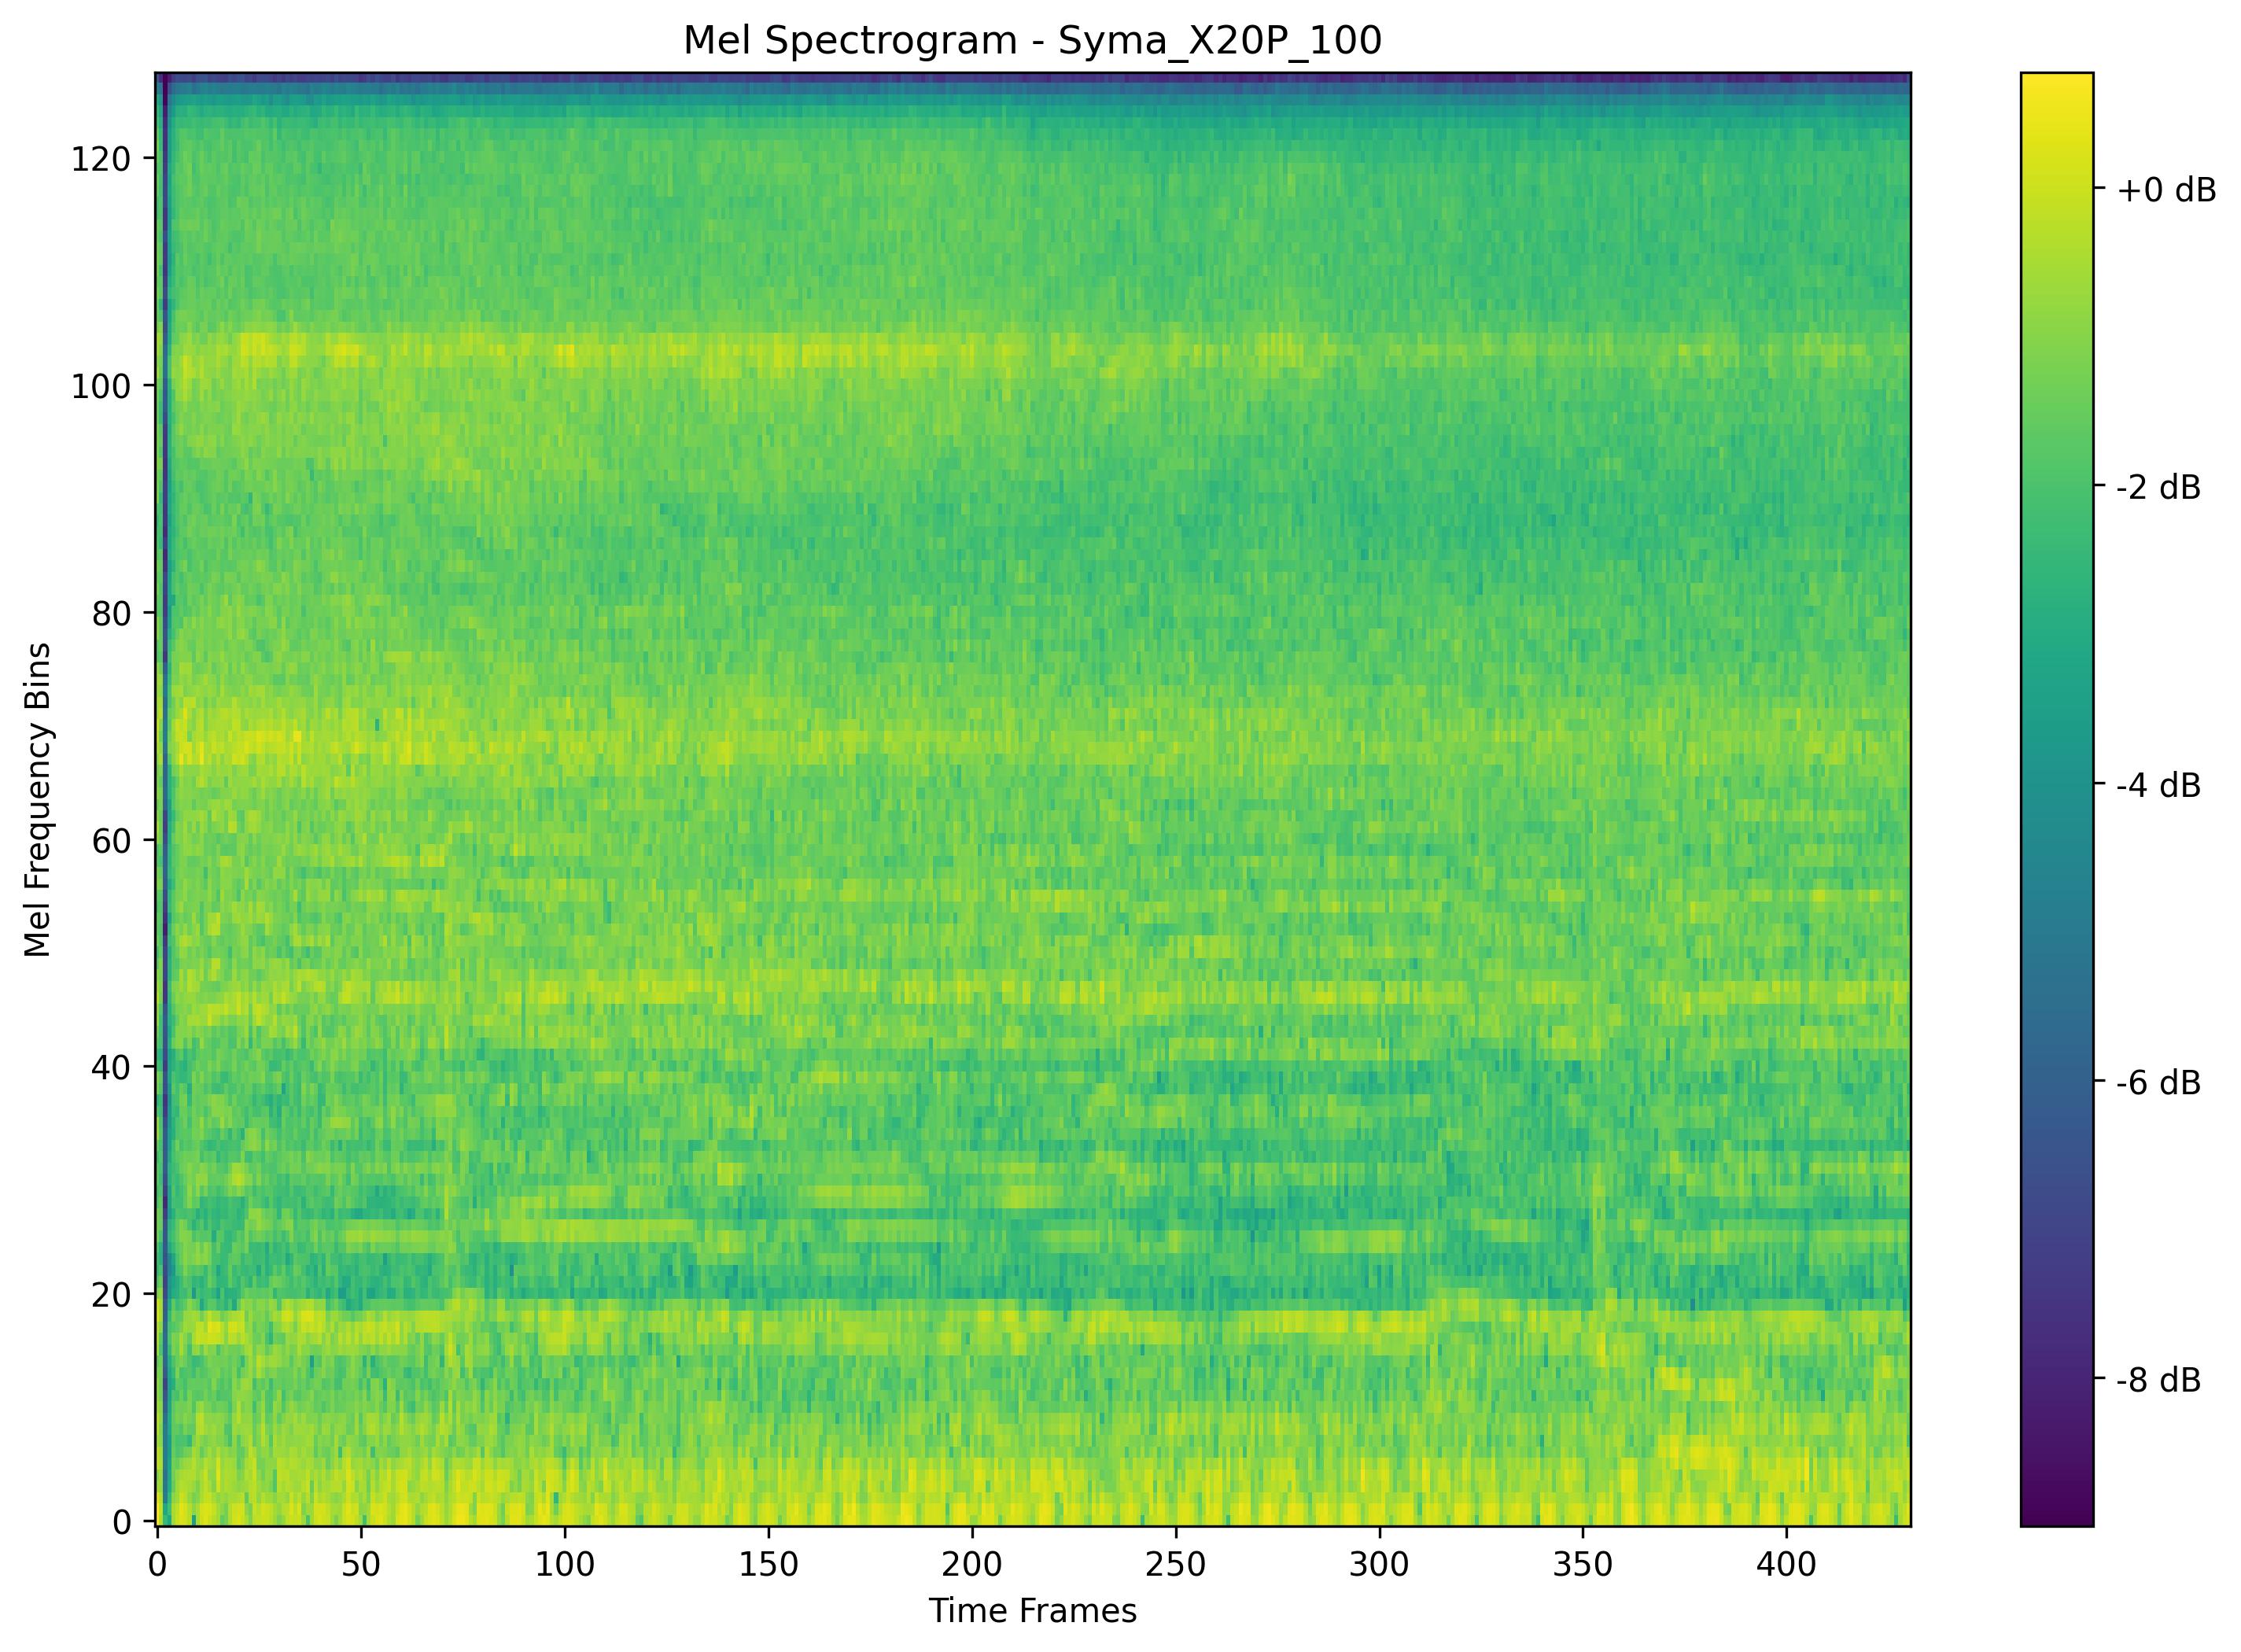 Mel Spectrogram - Syma_X20P_100
Mel Frequency Bins
120
100
80
60
40
20
0
0 50 100 150 200 250 300 350 400
Time Frames
+0 dB
-2 dB
-4 dB
-6 dB
-8 dB